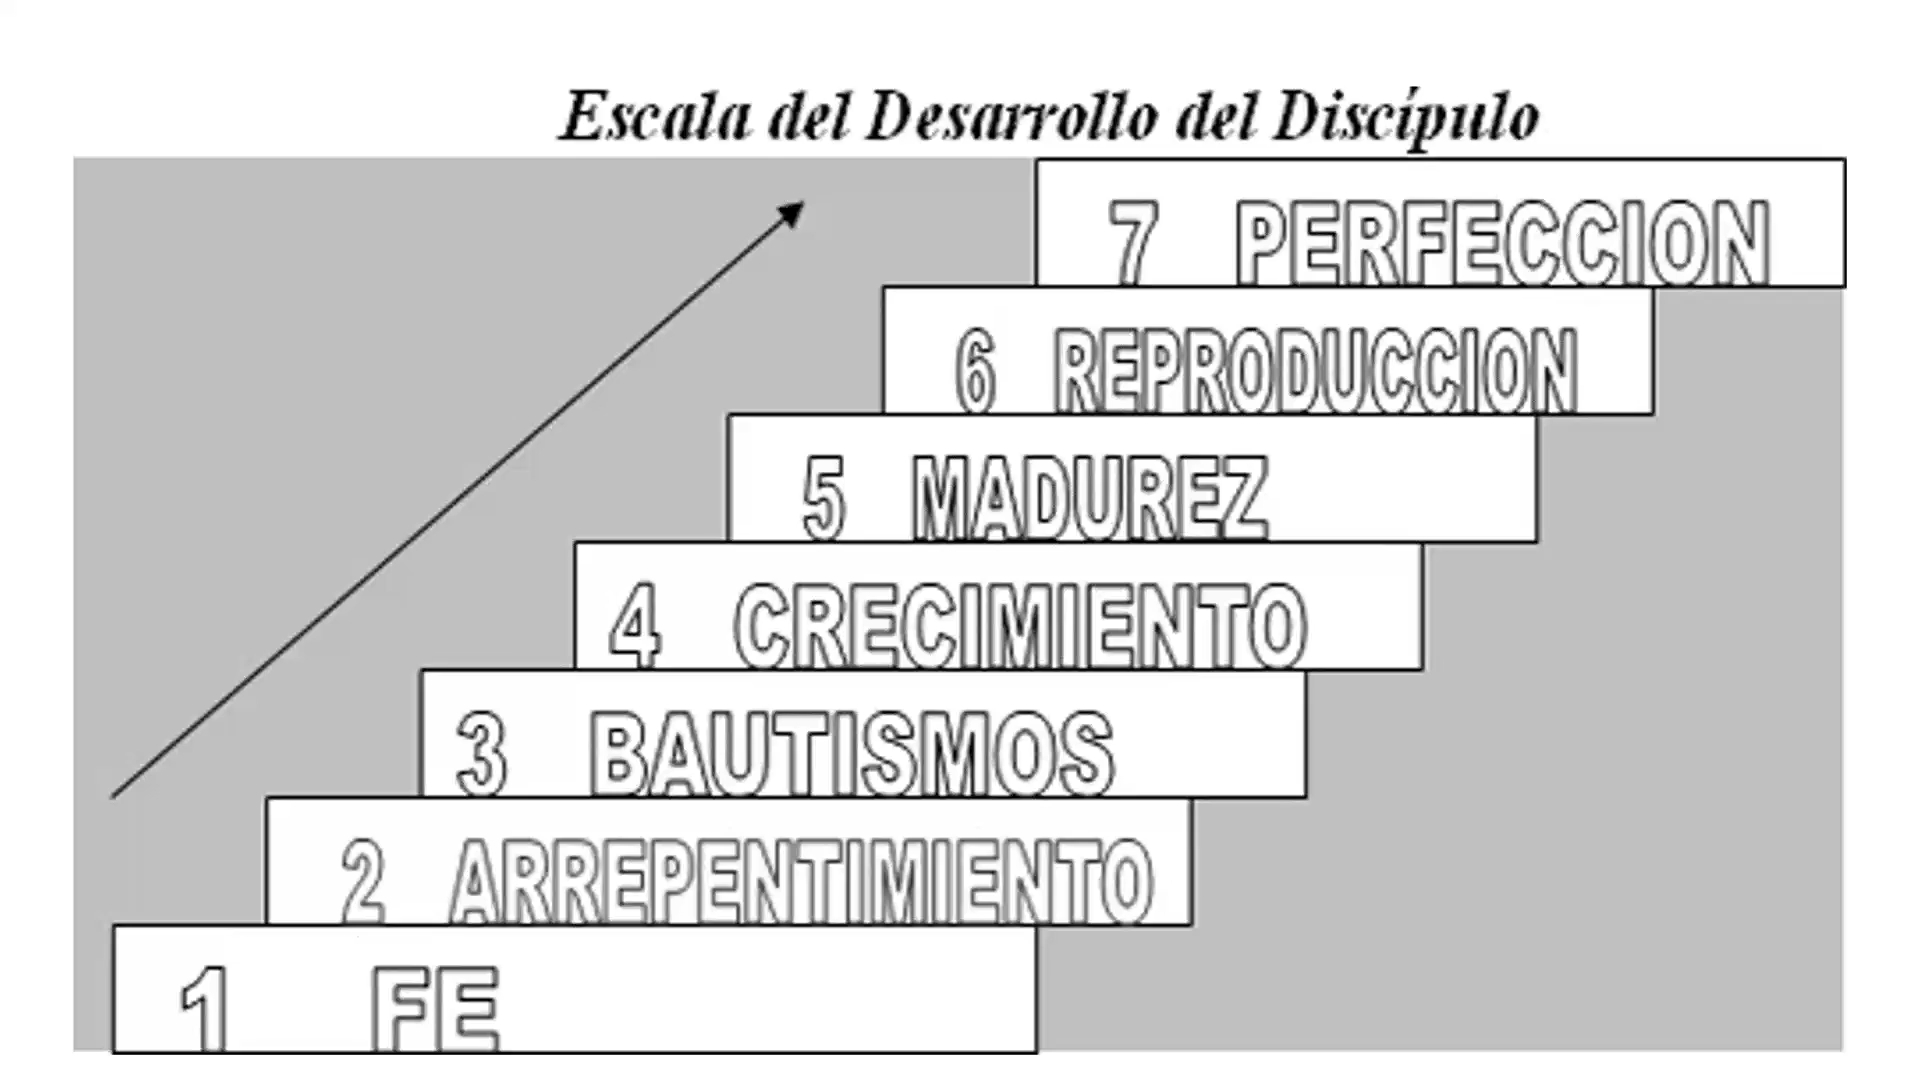 Escala del Desarrollo del Discípulo
7 PERFECCION
6 REPRODUCCION
5 MADUREZ
4 CRECIMIENTO
3 BAUTISMOS
2 ARREPENTIMIENTO
1 FE